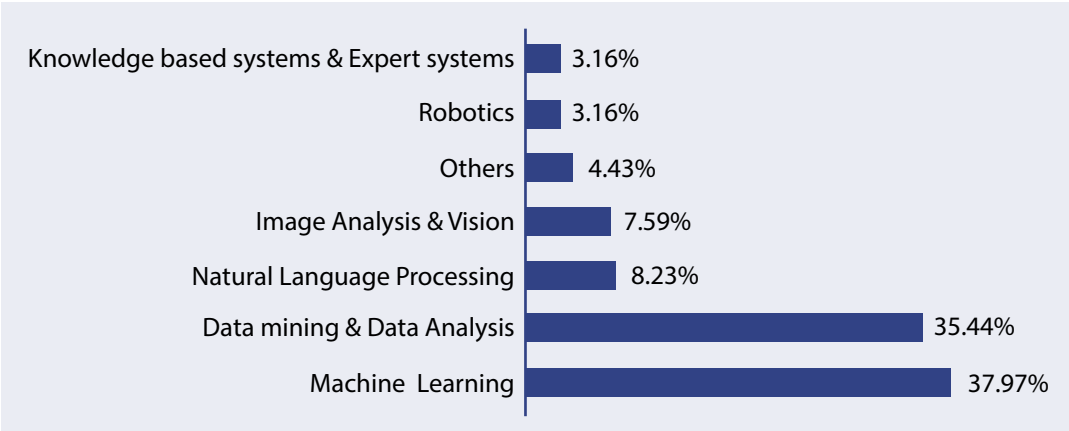 Knowledge based systems & Expert systems 3.16%
Robotics 3.16%
Others 4.43%
Image Analysis & Vision 7.59%
Natural Language Processing 8.23%
Data mining & Data Analysis 35.44%
Machine Learning 37.97%